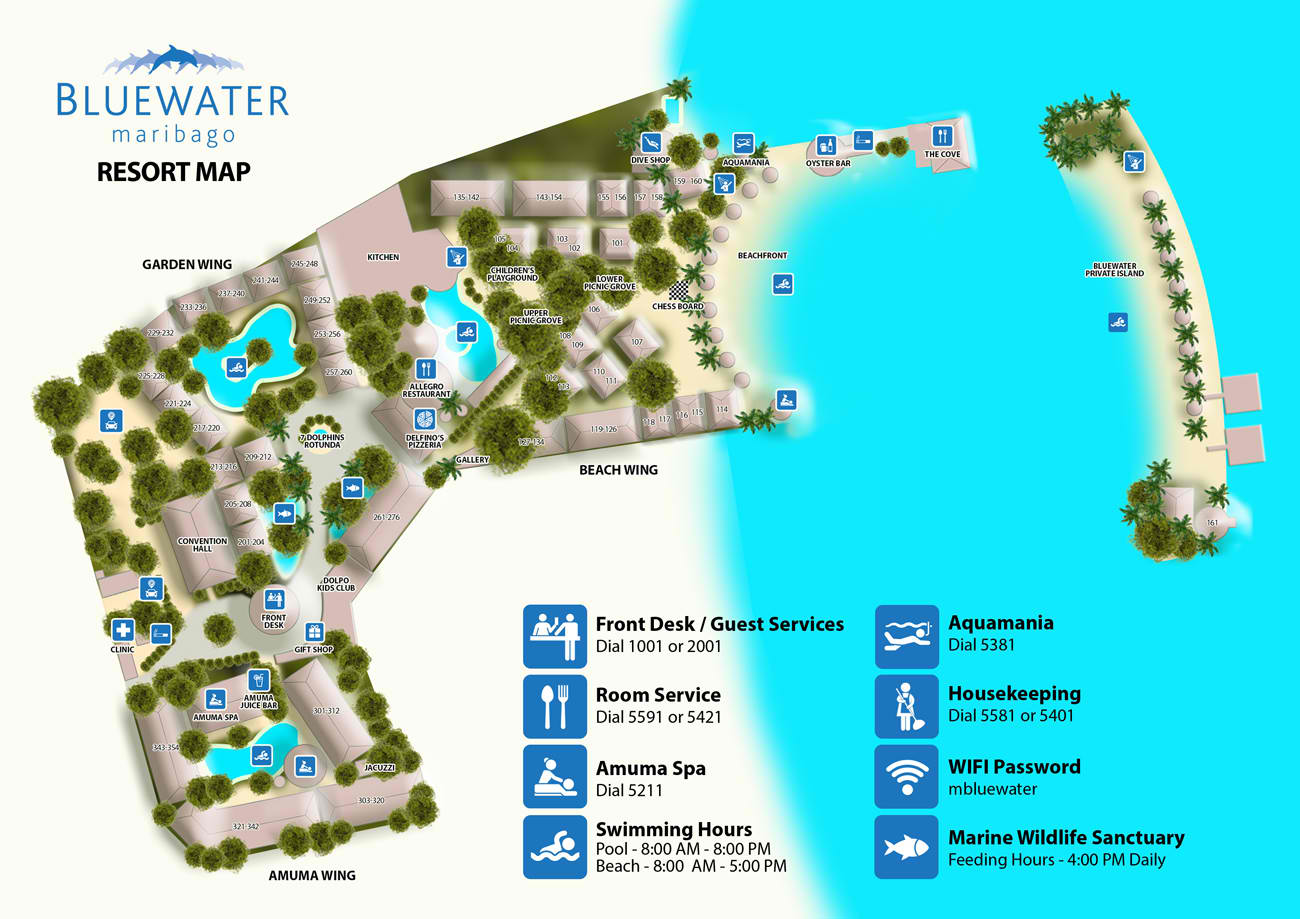 BLUEWATER
maribago
RESORT MAP
DIVE SHOP
AQUAMANIA
OYSTER BAR
THE COVE
135-142
143-154
155 156
157 158
159 160
105
104
103
102
101
KITCHEN
GARDEN WING
245-248
241-244
237-240
233-236
229-232
225-228
221-224
217-220
213-216
209-212
205-208
201-204
249-252
253-256
257-260
CHILDREN'S
PLAYGROUND
LOWER
PICNIC GROVE
UPPER
PICNIC GROVE
CHESS BOARD
BEACHFRONT
BLUEWATER
PRIVATE ISLAND
106
107
108
109
110
111
112
113
ALLEGRO
RESTAURANT
DELFINO'S
PIZZERIA
7 DOLPHINS
ROTUNDA
GALLERY
127-134
119-126
118
117
116
115
114
BEACH WING
161
261-276
CONVENTION
HALL
DOLPO
KIDS CLUB
FRONT
DESK
GIFT SHOP
CLINIC
AMUMA SPA
AMUMA
JUICE BAR
301-312
343-354
JACUZZI
303-320
321-342
AMUMA WING
Front Desk / Guest Services
Dial 1001 or 2001
Room Service
Dial 5591 or 5421
Amuma Spa
Dial 5211
Swimming Hours
Pool - 8:00 AM - 8:00 PM
Beach - 8:00 AM - 5:00 PM
Aquamania
Dial 5381
Housekeeping
Dial 5581 or 5401
WIFI Password
mbluewater
Marine Wildlife Sanctuary
Feeding Hours - 4:00 PM Daily